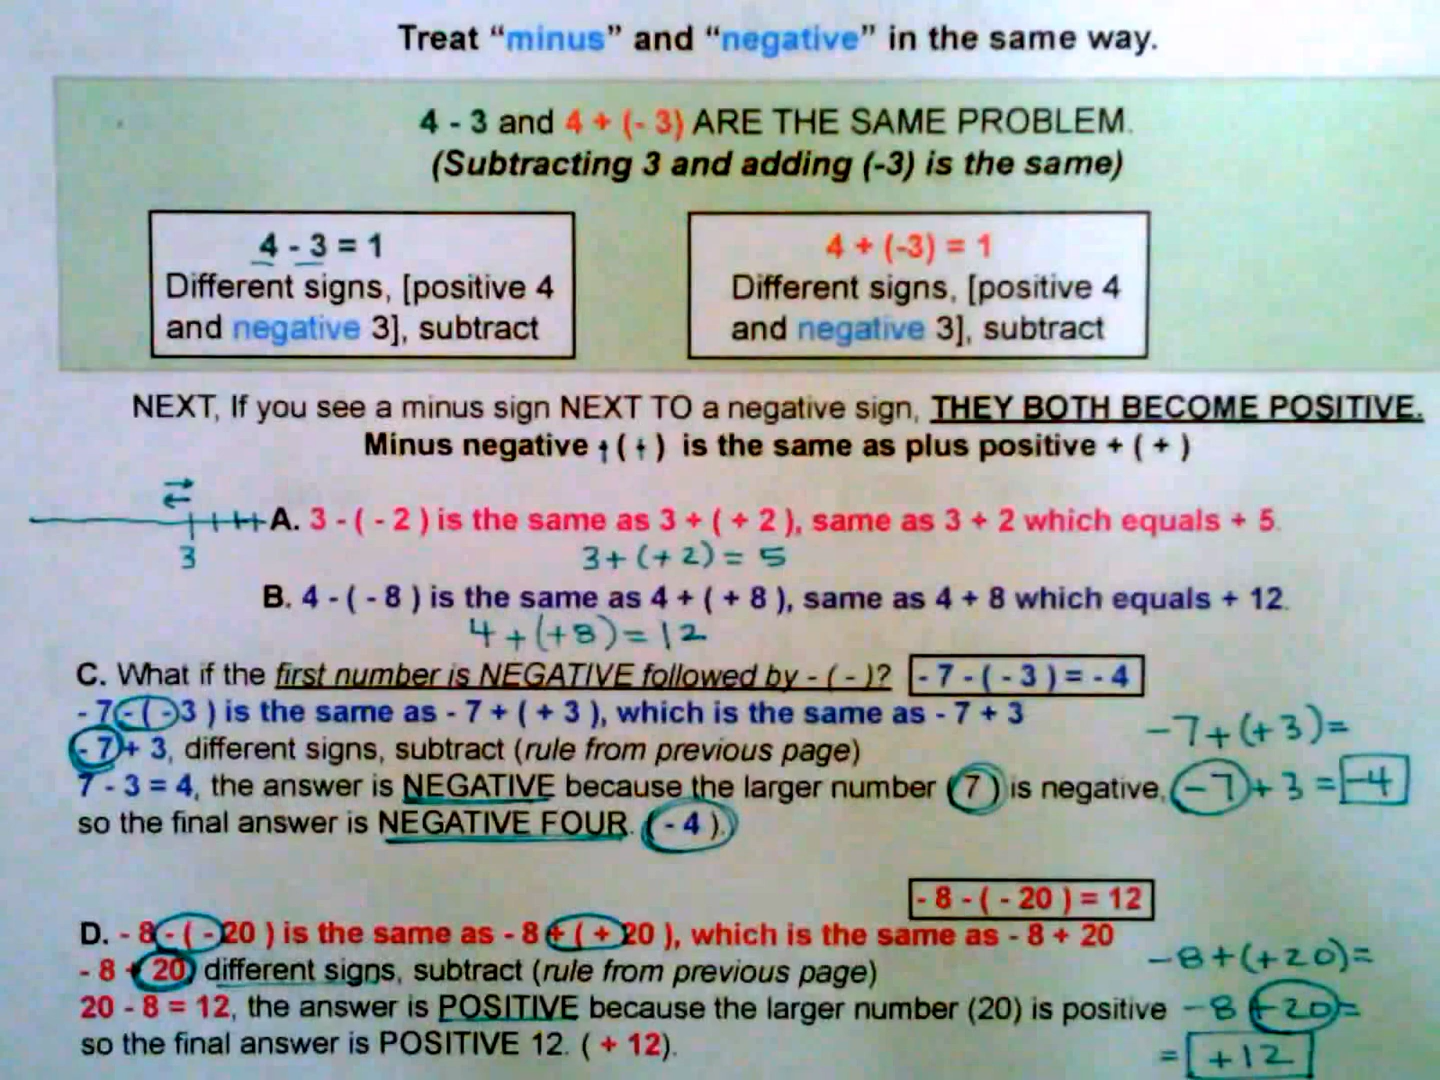 Treat “minus” and “negative” in the same way.
4 - 3 and 4 + (- 3) ARE THE SAME PROBLEM.
(Subtracting 3 and adding (-3) is the same)
4 - 3 = 1
Different signs, [positive 4
and negative 3], subtract
4 + (-3) = 1
Different signs, [positive 4
and negative 3], subtract
NEXT, If you see a minus sign NEXT TO a negative sign, THEY BOTH BECOME POSITIVE.
Minus negative + ( + ) is the same as plus positive + ( + )
A. 3 - ( - 2 ) is the same as 3 + ( + 2 ), same as 3 + 2 which equals + 5.
3
3 + (+ 2) = 5
B. 4 - ( - 8 ) is the same as 4 + ( + 8 ), same as 4 + 8 which equals + 12.
4 + (+8) = 12
C. What if the first number is NEGATIVE followed by - ( - )? - 7 - ( - 3 ) = - 4
- 7 - ( - 3 ) is the same as - 7 + ( + 3 ), which is the same as - 7 + 3
-7 + (+3) =
- 7 + 3, different signs, subtract (rule from previous page)
7 - 3 = 4, the answer is NEGATIVE because the larger number ( 7 ) is negative,
-7 + 3 = -4
so the final answer is NEGATIVE FOUR. ( - 4 ).
- 8 - ( - 20 ) = 12
D. - 8 - ( - 20 ) is the same as - 8 + ( + 20 ), which is the same as - 8 + 20
-8 + (+20) =
- 8 + 20, different signs, subtract (rule from previous page)
20 - 8 = 12, the answer is POSITIVE because the larger number (20) is positive
-8 +20 =
so the final answer is POSITIVE 12. ( + 12).
= +12